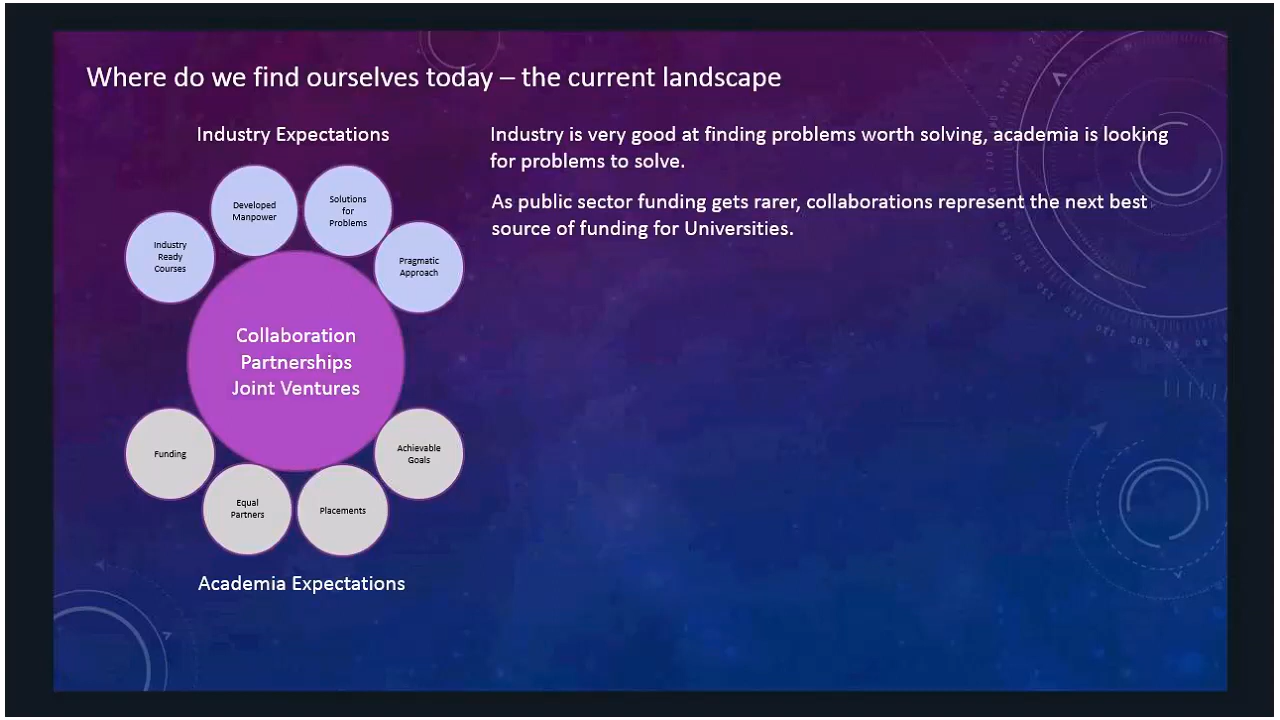 Where do we find ourselves today – the current landscape
Industry Expectations
Developed
Manpower
Solutions
for
Problems
Industry
Ready
Courses
Pragmatic
Approach
Collaboration
Partnerships
Joint Ventures
Funding
Achievable
Goals
Equal
Partners
Placements
Academia Expectations
Industry is very good at finding problems worth solving, academia is looking
for problems to solve.
As public sector funding gets rarer, collaborations represent the next best
source of funding for Universities.